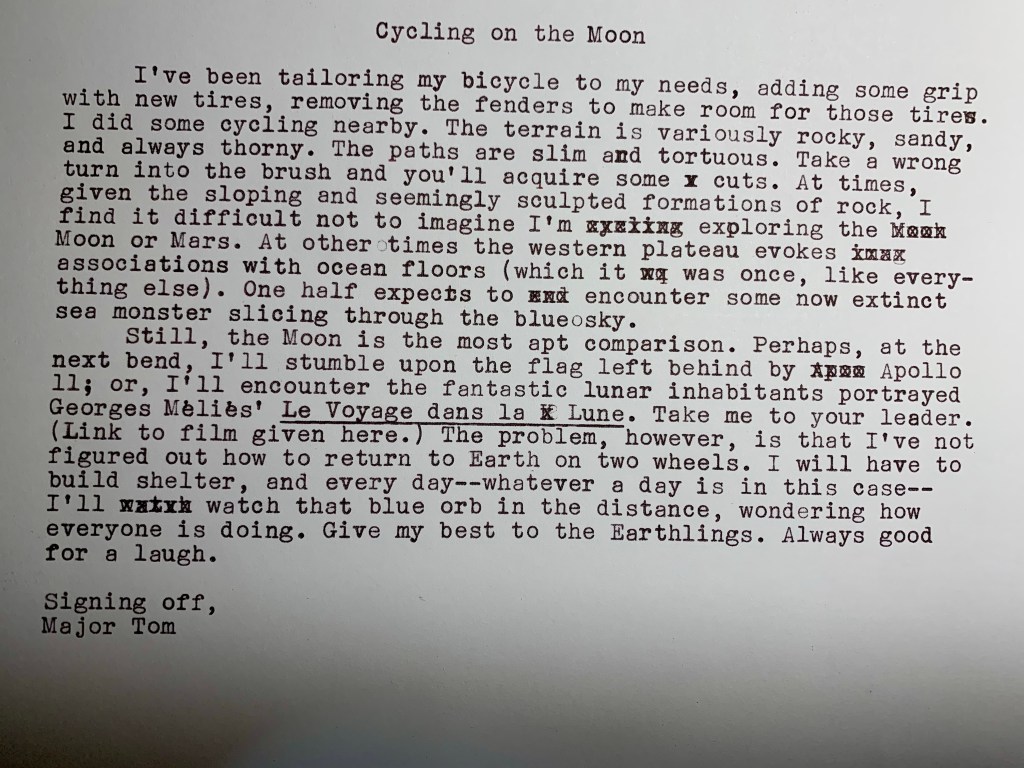 Cycling on the Moon
I've been tailoring my bicycle to my needs, adding some grip
with new tires, removing the fenders to make room for those tires.
I did some cycling nearby. The terrain is variously rocky, sandy,
and always thorny. The paths are slim and tortuous. Take a wrong
turn into the brush and you'll acquire some cuts. At times,
given the sloping and seemingly sculpted formations of rock, I
find it difficult not to imagine I'm exploring the
Moon or Mars. At other times the western plateau evokes
associations with ocean floors (which it was once, like every-
thing else). One half expects to encounter some now extinct
sea monster slicing through the blue sky.
Still, the Moon is the most apt comparison. Perhaps, at the
next bend, I'll stumble upon the flag left behind by Apollo
ll; or, I'll encounter the fantastic lunar inhabitants portrayed
Georges Mèliès' Le Voyage dans la Lune. Take me to your leader.
(Link to film given here.) The problem, however, is that I've not
figured out how to return to Earth on two wheels. I will have to
build shelter, and every day--whatever a day is in this case--
I'll watch that blue orb in the distance, wondering how
everyone is doing. Give my best to the Earthlings. Always good
for a laugh.
Signing off,
Major Tom